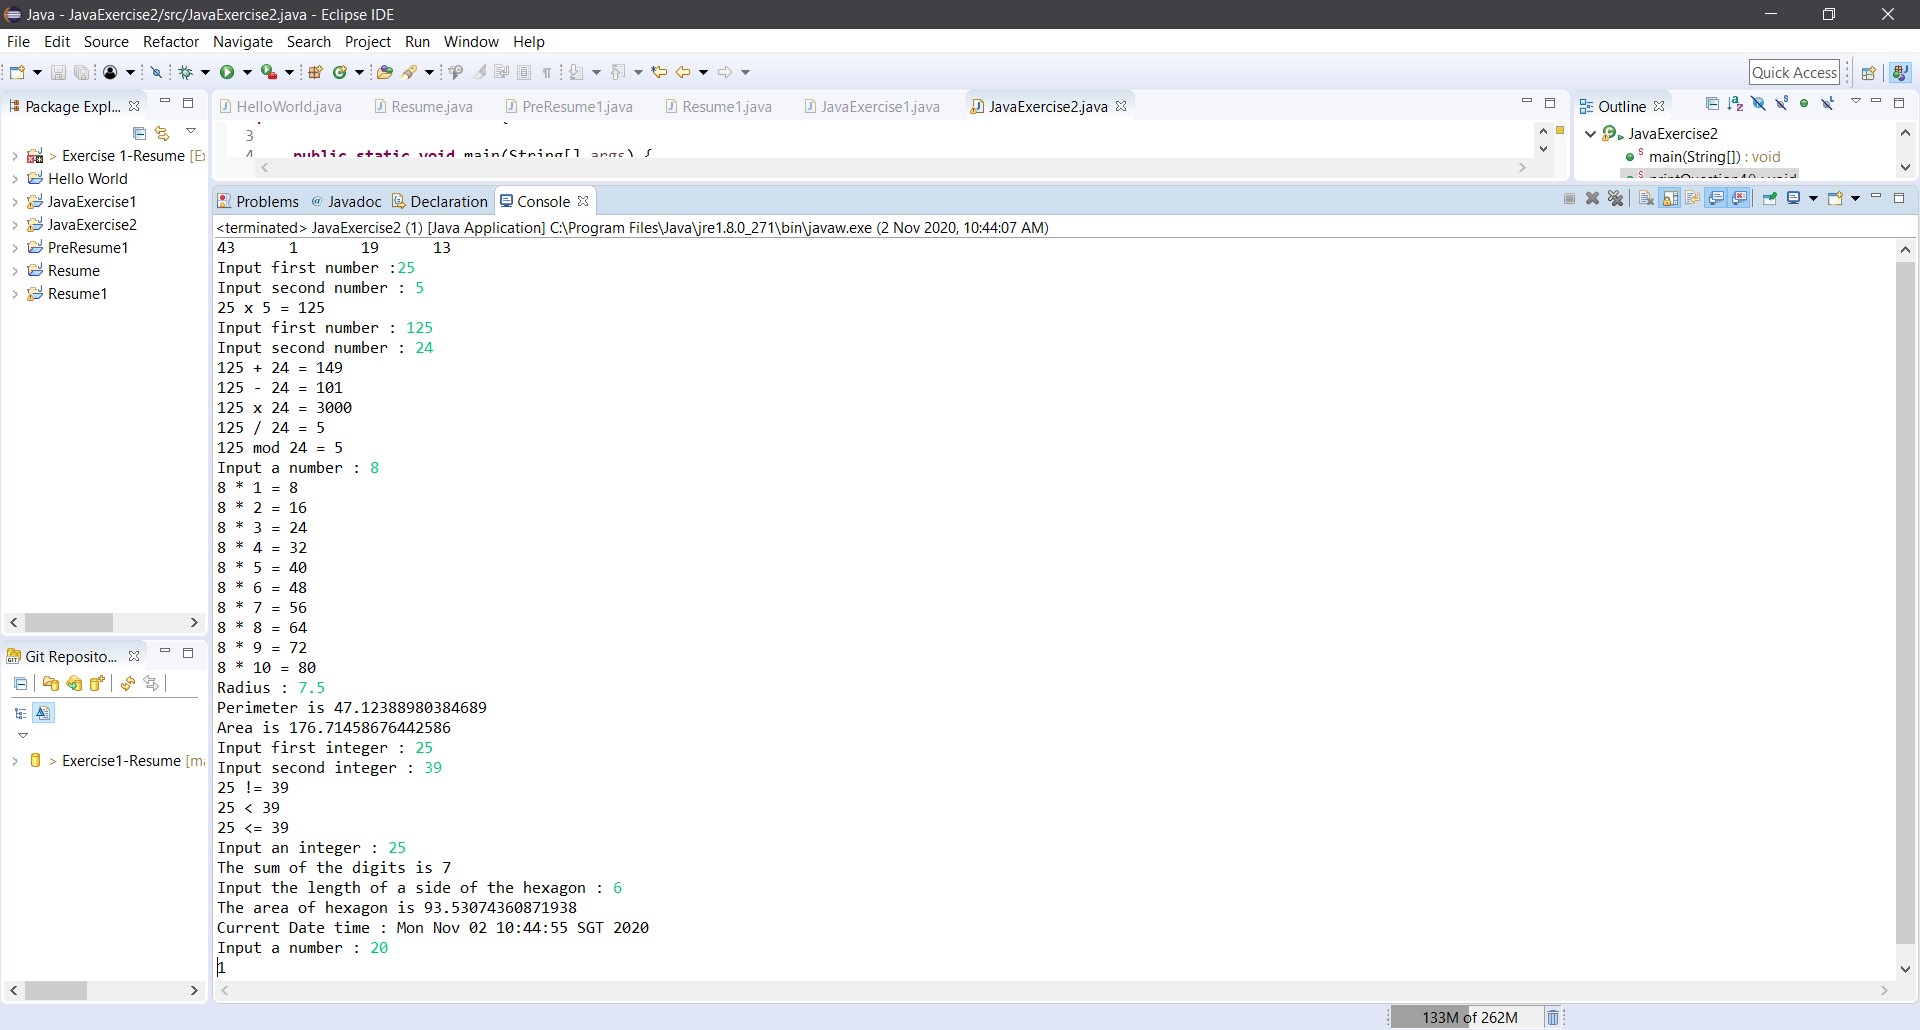 Java - JavaExercise2/src/JavaExercise2.java - Eclipse IDE
File Edit Source Refactor Navigate Search Project Run Window Help
Quick Access
Package Expl...
> Exercise 1-Resume [E
Hello World
JavaExercise1
JavaExercise2
PreResume1
Resume
Resume1
Git Reposito...
> Exercise1-Resume [m
HelloWorld.java Resume.java PreResume1.java Resume1.java JavaExercise1.java JavaExercise2.java
3
4 public static void main(String[] args) {
Outline
JavaExercise2
main(String[]) : void
Problems @ Javadoc Declaration Console
<terminated> JavaExercise2 (1) [Java Application] C:\Program Files\Java\jre1.8.0_271\bin\javaw.exe (2 Nov 2020, 10:44:07 AM)
43 1 19 13
Input first number :25
Input second number : 5
25 x 5 = 125
Input first number : 125
Input second number : 24
125 + 24 = 149
125 - 24 = 101
125 x 24 = 3000
125 / 24 = 5
125 mod 24 = 5
Input a number : 8
8 * 1 = 8
8 * 2 = 16
8 * 3 = 24
8 * 4 = 32
8 * 5 = 40
8 * 6 = 48
8 * 7 = 56
8 * 8 = 64
8 * 9 = 72
8 * 10 = 80
Radius : 7.5
Perimeter is 47.12388980384689
Area is 176.71458676442586
Input first integer : 25
Input second integer : 39
25 != 39
25 < 39
25 <= 39
Input an integer : 25
The sum of the digits is 7
Input the length of a side of the hexagon : 6
The area of hexagon is 93.53074360871938
Current Date time : Mon Nov 02 10:44:55 SGT 2020
Input a number : 20
1
133M of 262M